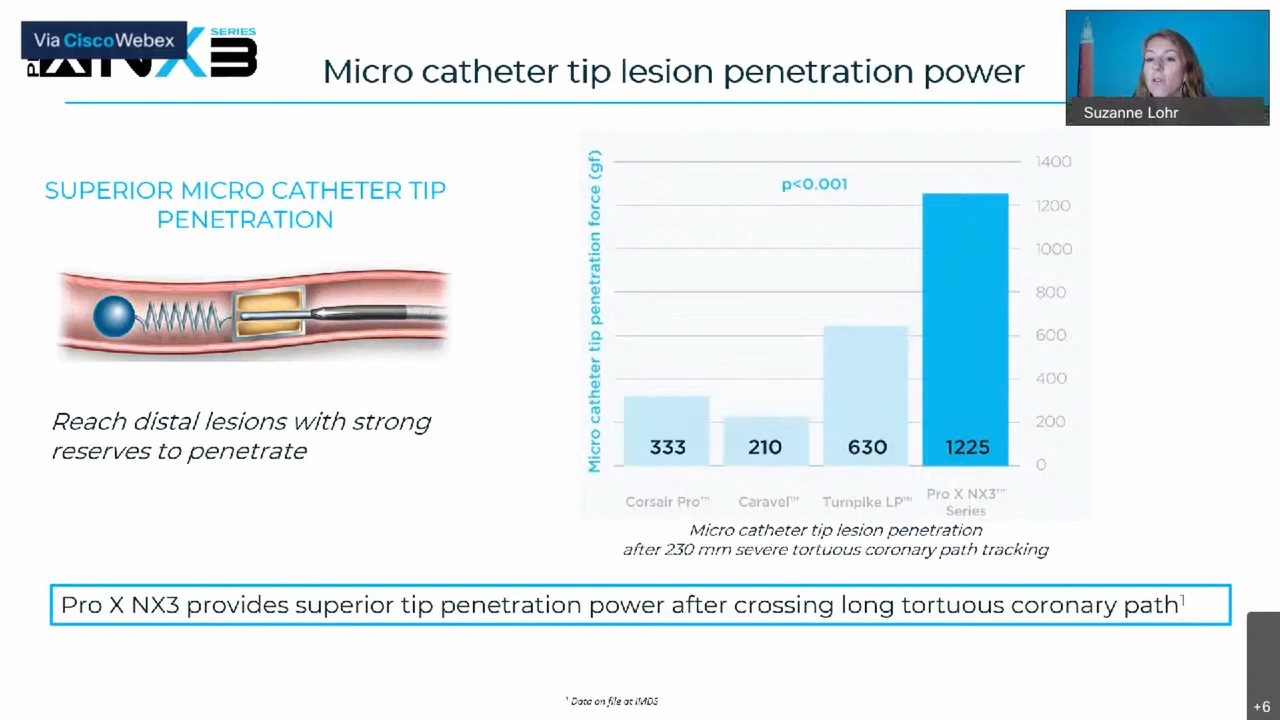 Via CiscoWebex
SERIES
NX3
Micro catheter tip lesion penetration power
Suzanne Lohr
SUPERIOR MICRO CATHETER TIP
PENETRATION
Reach distal lesions with strong
reserves to penetrate
Micro catheter tip penetration force (gf)
p<0.001
1400
1200
1000
800
600
400
200
0
333
210
630
1225
Corsair Pro™
Caravel™
Turnpike LP™
Pro X NX3™
Series
Micro catheter tip lesion penetration
after 230 mm severe tortuous coronary path tracking
Pro X NX3 provides superior tip penetration power after crossing long tortuous coronary path¹
¹ Data on file at IMDS
+6